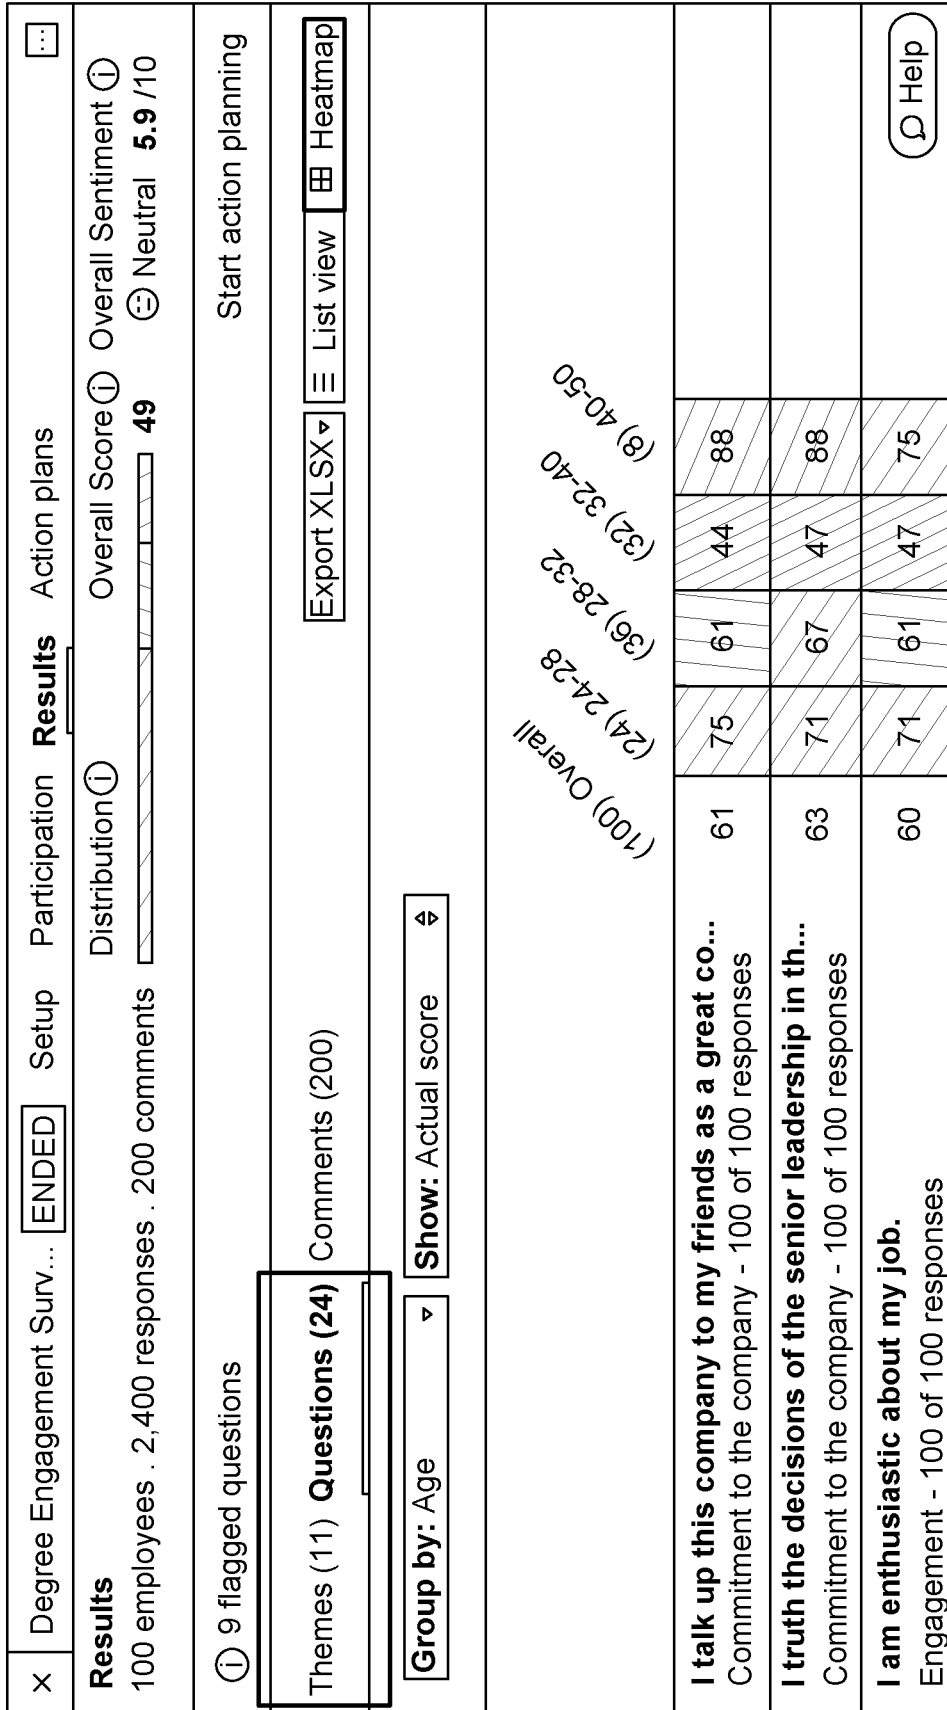 × Degree Engagement Surv... ENDED Setup Participation Results Action plans ...
Results Distribution Overall Score Overall Sentiment
100 employees . 2,400 responses . 200 comments 49 Neutral 5.9 /10
9 flagged questions Start action planning
Themes (11) Questions (24) Comments (200) Export XLSX List view Heatmap
Group by: Age Show: Actual score
(100) Overall (24) 24-28 (36) 28-32 (32) 32-40 (8) 40-50
I talk up this company to my friends as a great co... 61 75 61 44 88
Commitment to the company - 100 of 100 responses
I truth the decisions of the senior leadership in th... 63 71 67 47 88
Commitment to the company - 100 of 100 responses
I am enthusiastic about my job. 60 71 61 47 75
Engagement - 100 of 100 responses
Help